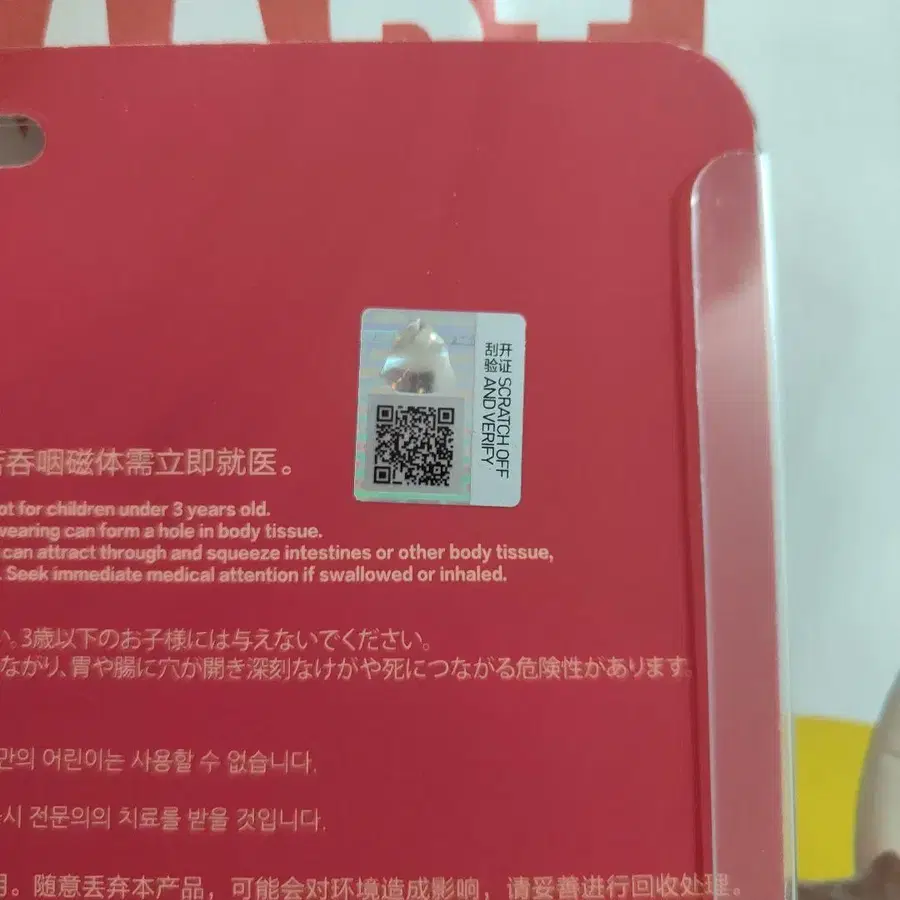 MART
刮开
验证
SCRATCH OFF
AND VERIFY
若吞咽磁体需立即就医。
ot for children under 3 years old.
wearing can form a hole in body tissue.
can attract through and squeeze intestines or other body tissue,
. Seek immediate medical attention if swallowed or inhaled.
い。3歳以下のお子様には与えないでください。
ながり、胃や腸に穴が開き深刻なけがや死につながる危険性があります。
만의 어린이는 사용할 수 없습니다.
시 전문의의 치료를 받을 것입니다.
用。随意丢弃本产品，可能会对环境造成影响，请妥善进行回收处理。